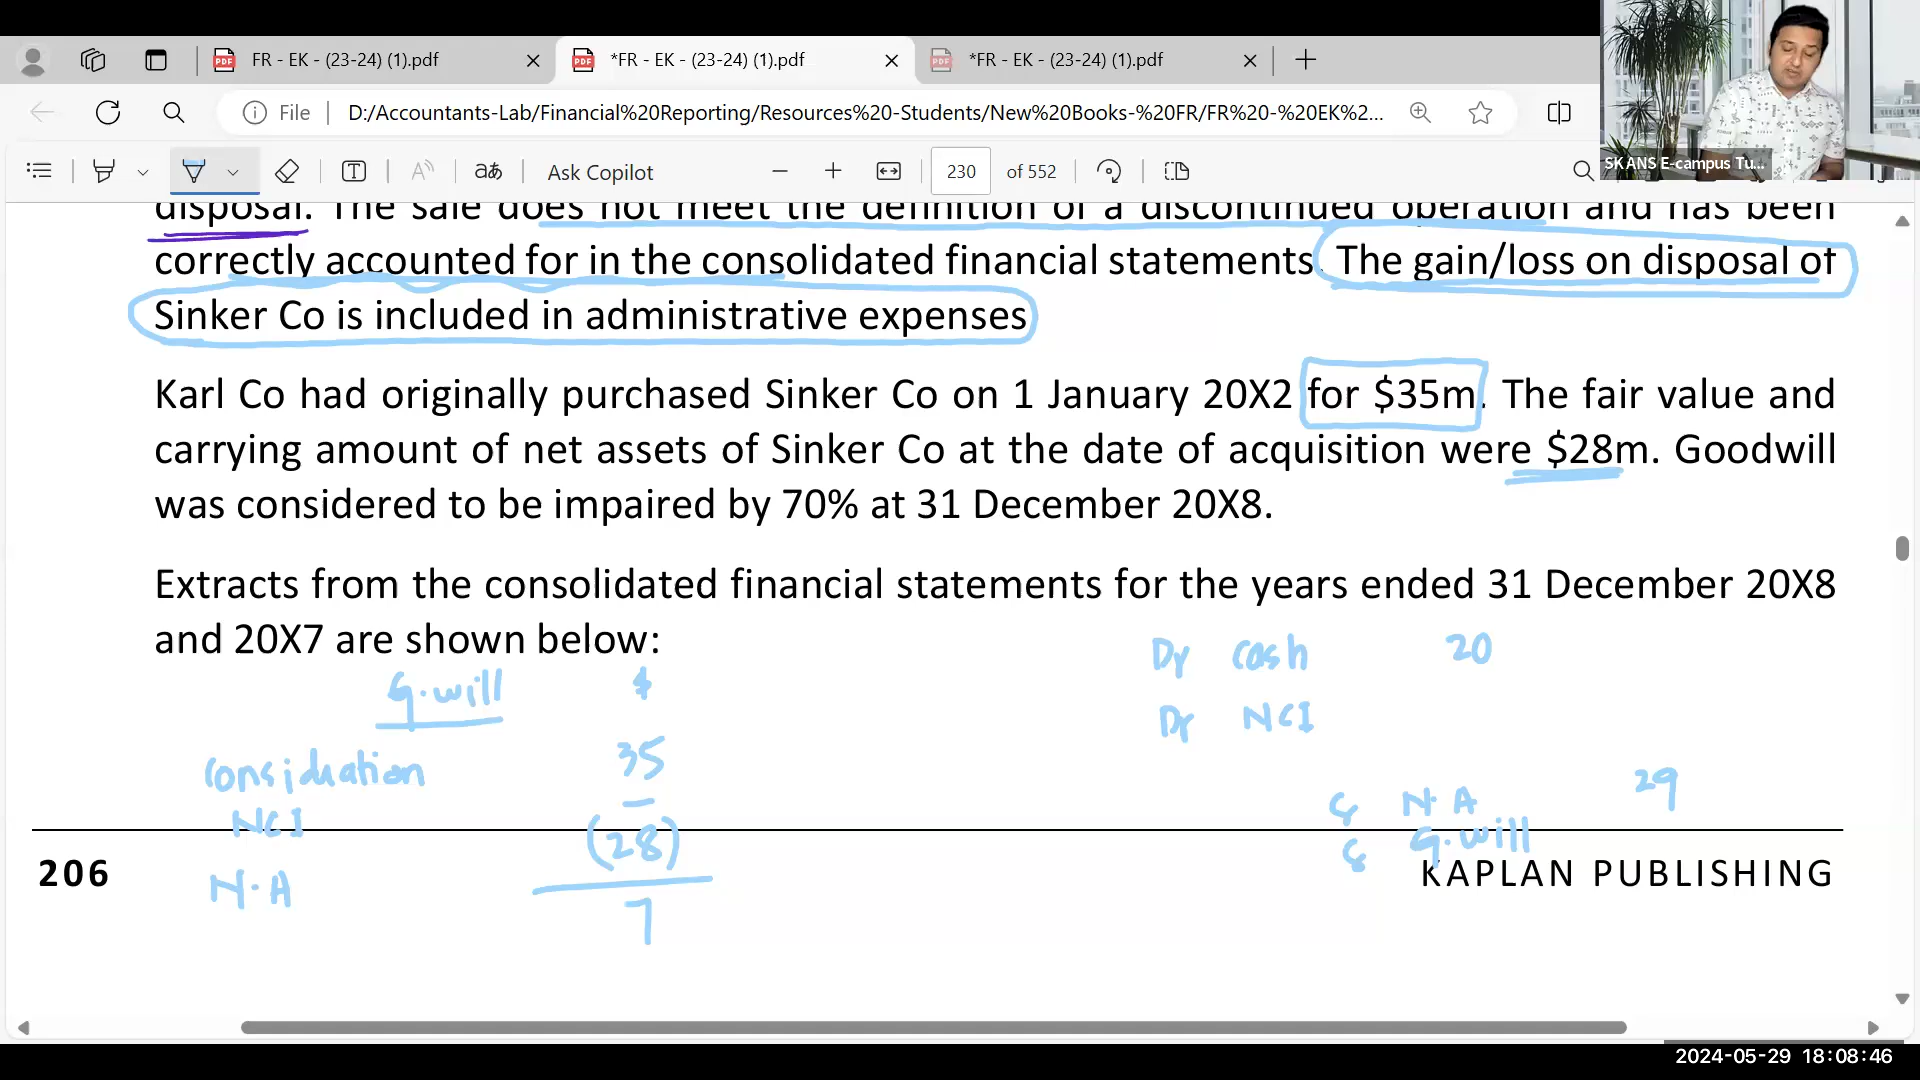 FR - EK - (23-24) (1).pdf
*FR - EK - (23-24) (1).pdf
*FR - EK - (23-24) (1).pdf
File
D:/Accountants-Lab/Financial%20Reporting/Resources%20-Students/New%20Books-%20FR/FR%20-%20EK%2...
aあ Ask Copilot 230 of 552
SKANS E-campus Tu...
disposal. The sale does not meet the definition of a discontinued operation and has been
correctly accounted for in the consolidated financial statements. The gain/loss on disposal of
Sinker Co is included in administrative expenses
Karl Co had originally purchased Sinker Co on 1 January 20X2 for $35m. The fair value and
carrying amount of net assets of Sinker Co at the date of acquisition were $28m. Goodwill
was considered to be impaired by 70% at 31 December 20X8.
Extracts from the consolidated financial statements for the years ended 31 December 20X8
and 20X7 are shown below:
Dr Cash 20
G.will $
Dr NCI
Consideration 35
NCI —
Cr N.A 29
Cr G.will
N.A (28)
7
206 KAPLAN PUBLISHING
2024-05-29 18:08:46